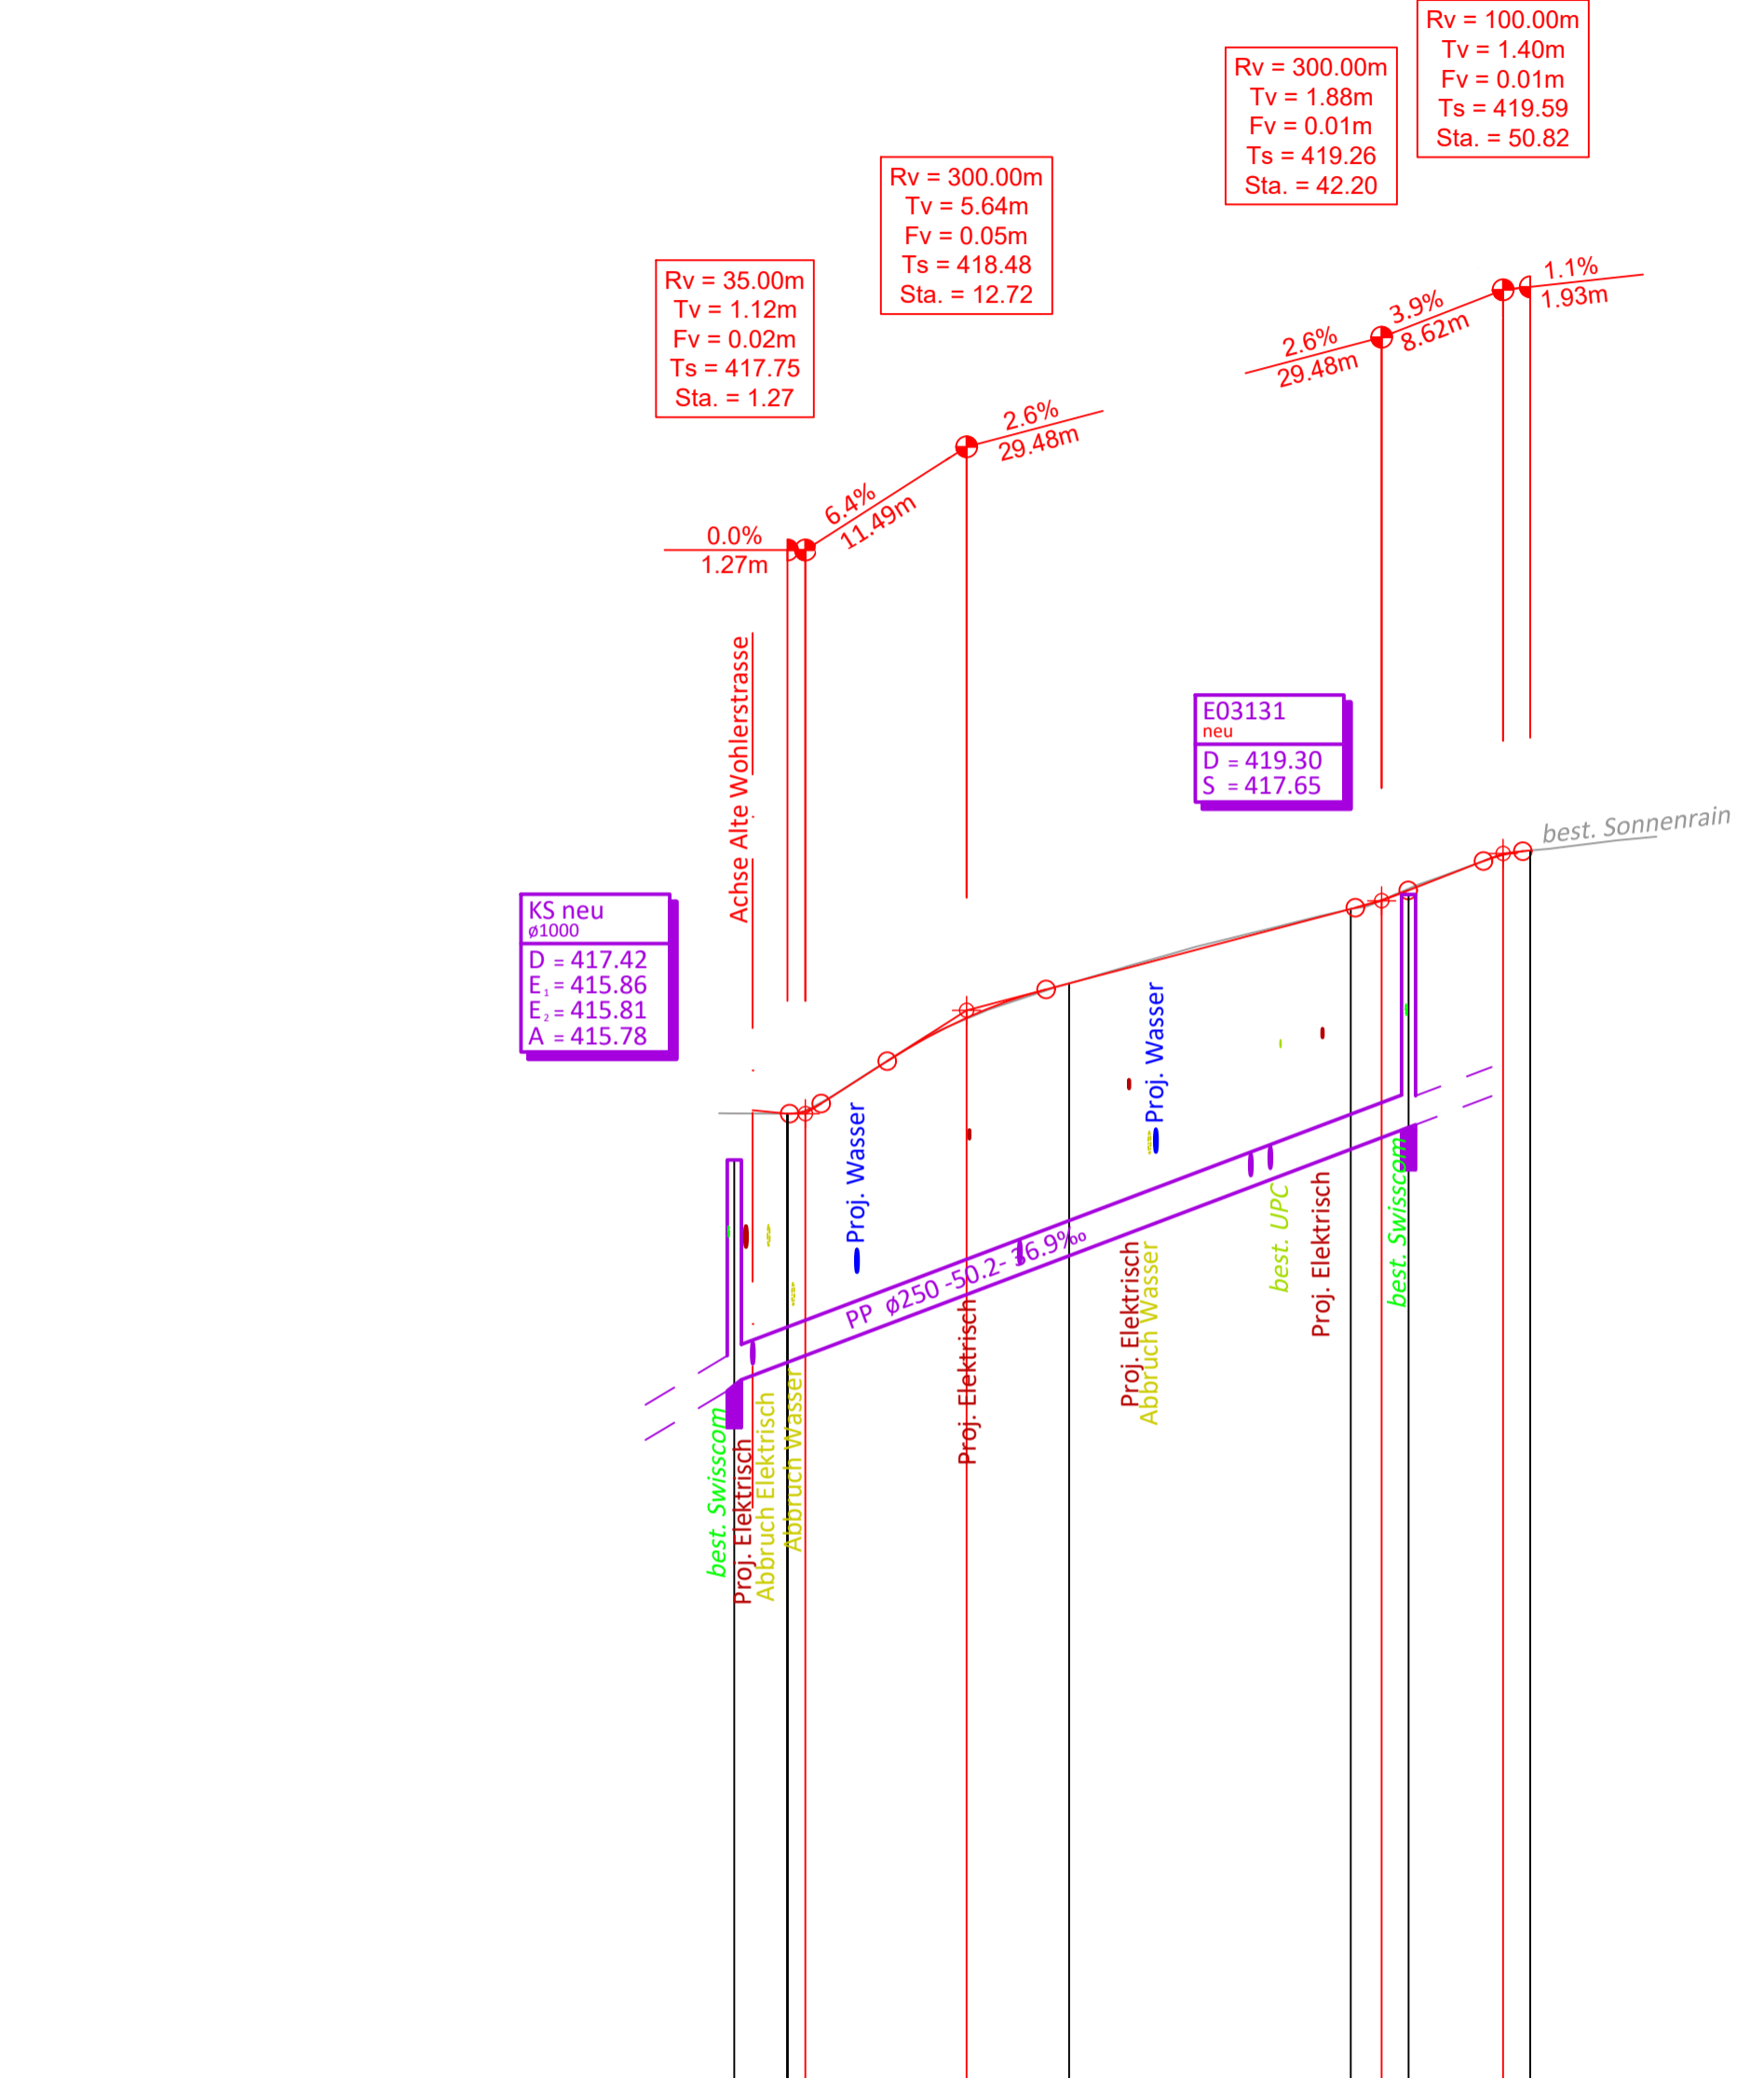 Rv = 100.00m
Tv = 1.40m
Fv = 0.01m
Ts = 419.59
Sta. = 50.82
Rv = 300.00m
Tv = 1.88m
Fv = 0.01m
Ts = 419.26
Sta. = 42.20
Rv = 300.00m
Tv = 5.64m
Fv = 0.05m
Ts = 418.48
Sta. = 12.72
Rv = 35.00m
Tv = 1.12m
Fv = 0.02m
Ts = 417.75
Sta. = 1.27
1.1%
1.93m
3.9%
8.62m
2.6%
29.48m
2.6%
29.48m
6.4%
11.49m
0.0%
1.27m
Achse Alte Wohlerstrasse
E03131
neu
D = 419.30
S = 417.65
best. Sonnenrain
KS neu
ø1000
D = 417.42
E1 = 415.86
E2 = 415.81
A = 415.78
Proj. Wasser
Proj. Wasser
PP ø250 -50.2- 36.9‰
best. Swisscom
Proj. Elektrisch
Abbruch Elektrisch
Abbruch Wasser
Proj. Elektrisch
Proj. Elektrisch
Abbruch Wasser
best. UPC
Proj. Elektrisch
best. Swisscom